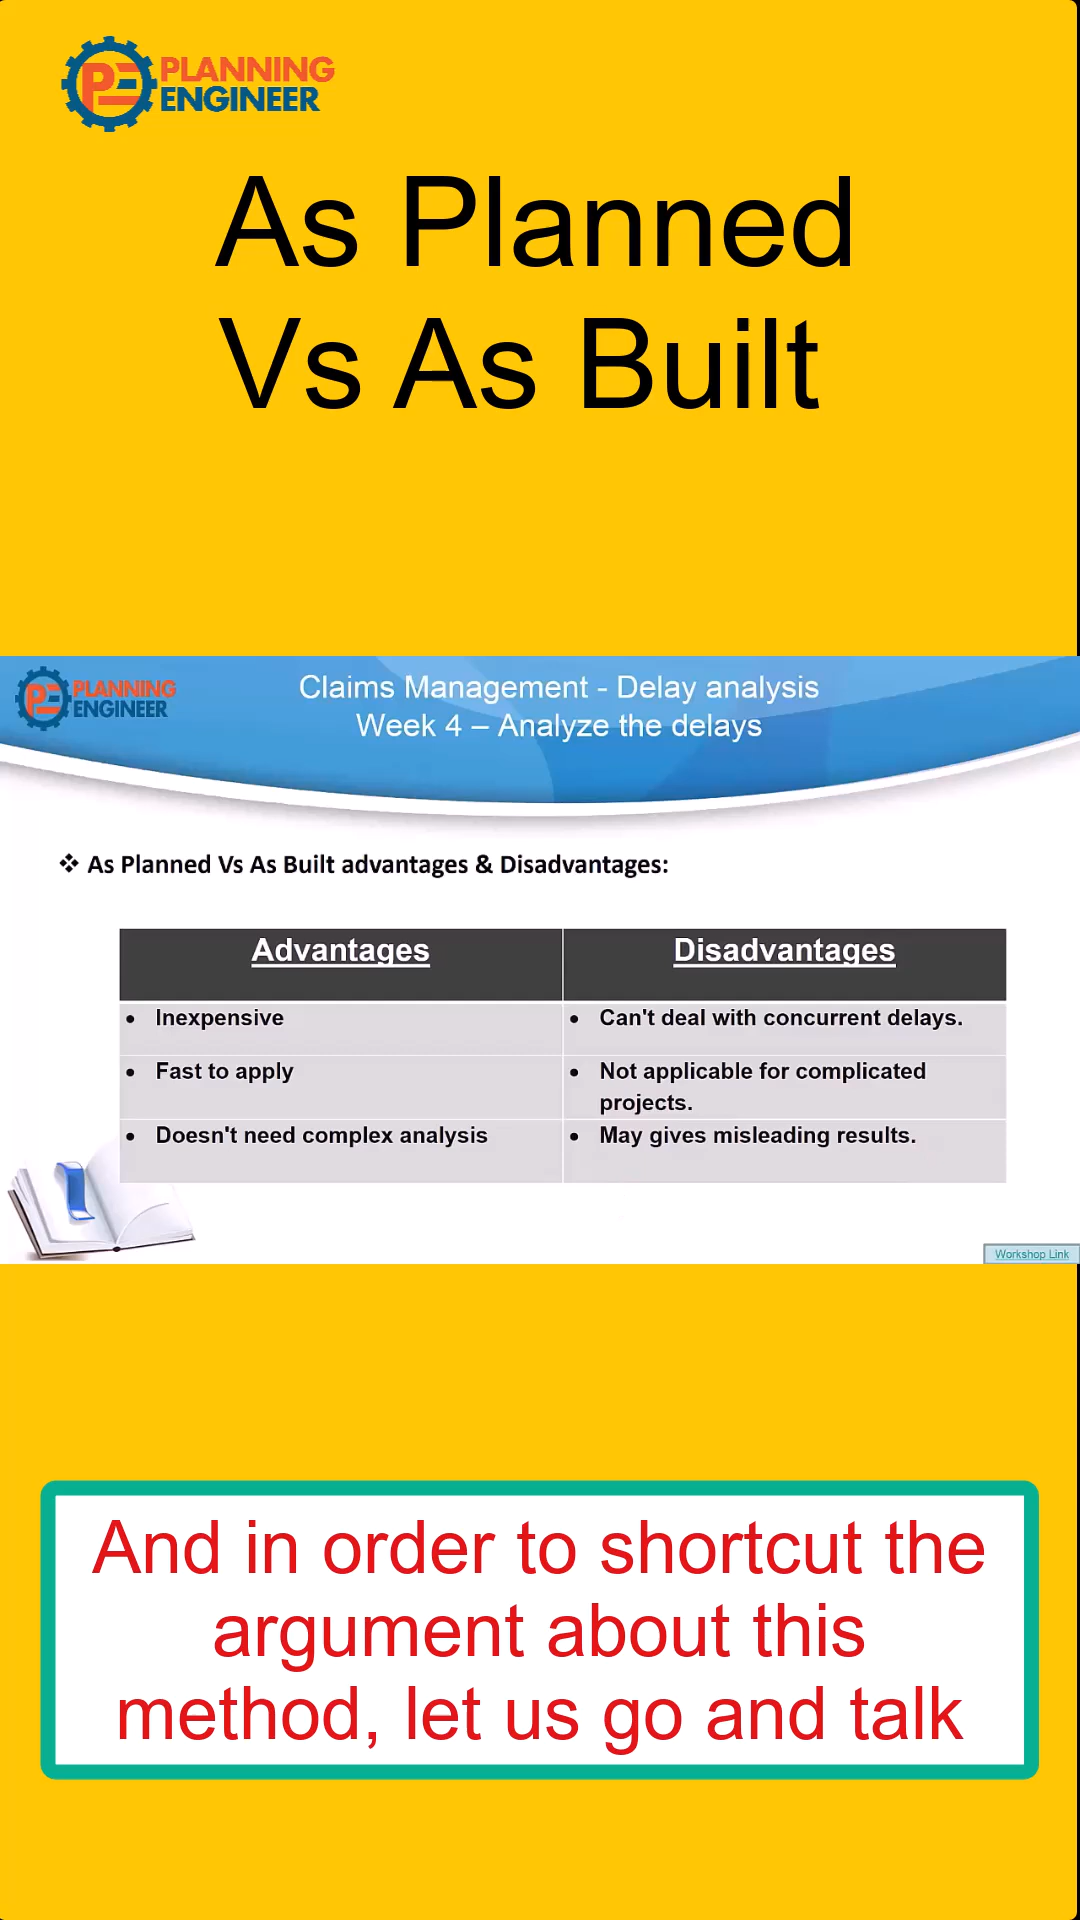 PE PLANNING
ENGINEER
As Planned
Vs As Built
PE PLANNING
ENGINEER
Claims Management - Delay analysis
Week 4 – Analyze the delays
❖ As Planned Vs As Built advantages & Disadvantages:
Advantages
Disadvantages
• Inexpensive
• Can't deal with concurrent delays.
• Fast to apply
• Not applicable for complicated
projects.
• Doesn't need complex analysis
• May gives misleading results.
Workshop Link
And in order to shortcut the
argument about this
method, let us go and talk